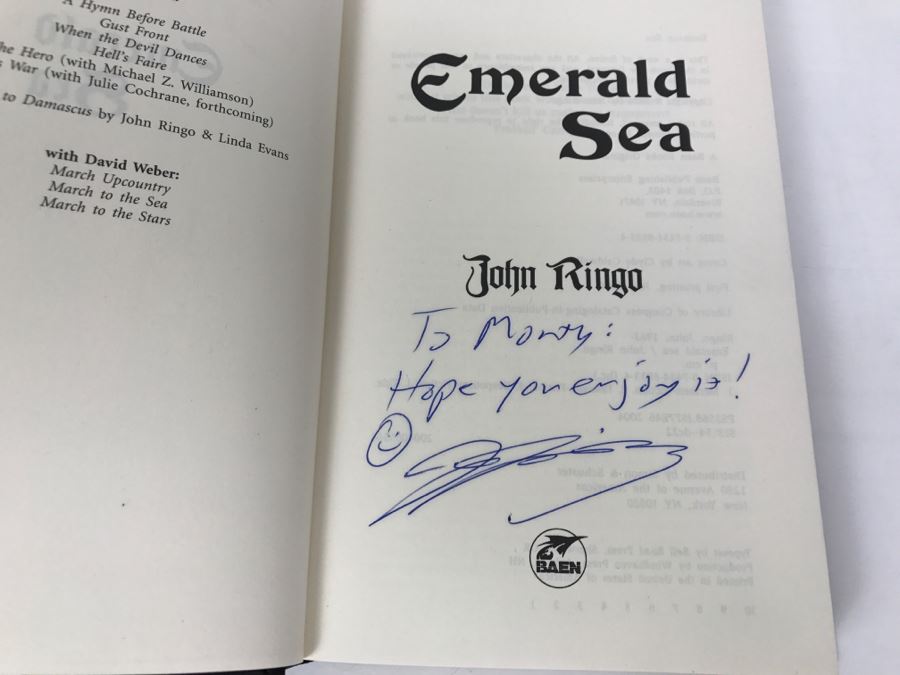 A Hymn Before Battle
Gust Front
When the Devil Dances
Hell's Faire
he Hero (with Michael Z. Williamson)
s War (with Julie Cochrane, forthcoming)
to Damascus by John Ringo & Linda Evans
with David Weber:
March Upcountry
March to the Sea
March to the Stars
Emerald
Sea
John Ringo
To Monty:
Hope you enjoy it!
BAEN